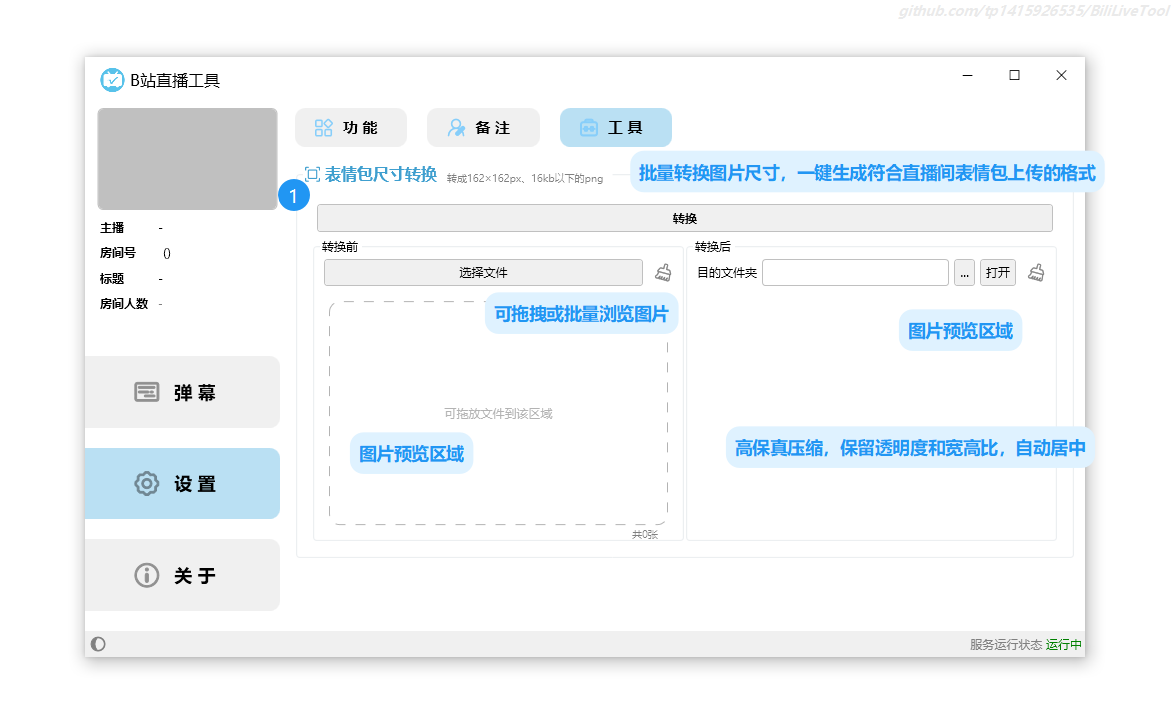 github.com/tp1415926535/BiliLiveTool
B站直播工具
功能
备注
工具
表情包尺寸转换 转成162×162px、16kb以下的png
批量转换图片尺寸，一键生成符合直播间表情包上传的格式
1
转换
主播 -
房间号 0
标题 -
房间人数 -
转换前
选择文件
可拖拽或批量浏览图片
可拖放文件到该区域
图片预览区域
共0张
转换后
目的文件夹 ... 打开
图片预览区域
高保真压缩，保留透明度和宽高比，自动居中
弹幕
设置
关于
服务运行状态 运行中